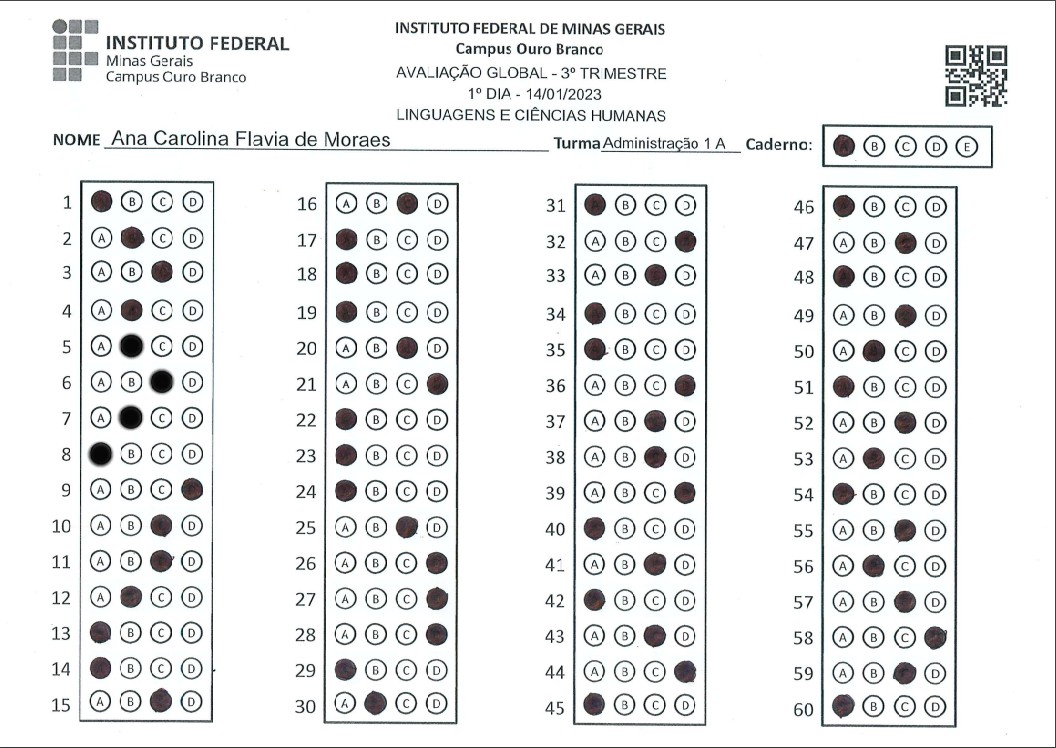 INSTITUTO FEDERAL
Minas Gerais
Campus Ouro Branco
INSTITUTO FEDERAL DE MINAS GERAIS
Campus Ouro Branco
AVALIAÇÃO GLOBAL - 3º TRIMESTRE
1º DIA - 14/01/2023
LINGUAGENS E CIÊNCIAS HUMANAS
NOME Ana Carolina Flavia de Moraes Turma Administração 1 A Caderno: B C D E
1 B C D
2 A C D
3 A B D
4 A C D
5 A C D
6 A B D
7 A C D
8 B C D
9 A B C
10 A B D
11 A B D
12 A C D
13 B C D
14 B C D
15 A B D
16 A B D
17 B C D
18 B C D
19 B C D
20 A B D
21 A B C
22 B C D
23 B C D
24 B C D
25 A B D
26 A B C
27 A B C
28 A B C
29 B C D
30 A C D
31 B C D
32 A B C
33 A B D
34 B C D
35 B C D
36 A B C
37 A B D
38 A B D
39 A B C
40 B C D
41 A B D
42 B C D
43 A B D
44 A B C
45 B C D
46 B C D
47 A B D
48 B C D
49 A B D
50 A C D
51 B C D
52 A B D
53 A C D
54 B C D
55 A B D
56 A C D
57 A B D
58 A B C
59 A B D
60 B C D